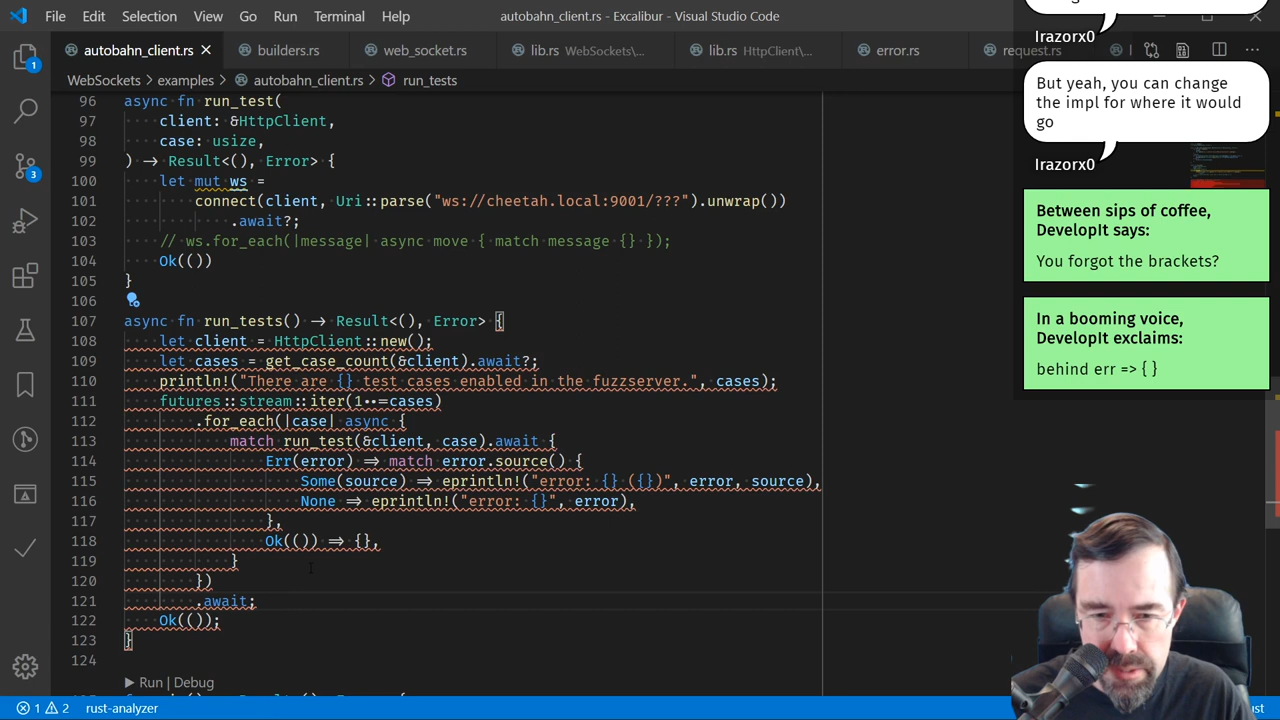 File Edit Selection View Go Run Terminal Help autobahn_client.rs - Excalibur - Visual Studio Code
autobahn_client.rs builders.rs web_socket.rs lib.rs WebSockets\... lib.rs HttpClient\... error.rs request.rs
WebSockets > examples > autobahn_client.rs > run_tests
96 async fn run_test(
97 client: &HttpClient,
98 case: usize,
99 ) -> Result<(), Error> {
100 let mut ws =
101 connect(client, Uri::parse("ws://cheetah.local:9001/???").unwrap())
102 .await?;
103 // ws.for_each(|message| async move { match message {} });
104 Ok(())
105 }
106
107 async fn run_tests() -> Result<(), Error> {
108 let client = HttpClient::new();
109 let cases = get_case_count(&client).await?;
110 println!("There are {} test cases enabled in the fuzzserver.", cases);
111 futures::stream::iter(1..=cases)
112 .for_each(|case| async {
113 match run_test(&client, case).await {
114 Err(error) => match error.source() {
115 Some(source) => eprintln!("error: {} ({})", error, source),
116 None => eprintln!("error: {}", error),
117 },
118 Ok(()) => {},
119 }
120 })
121 .await;
122 Ok(());
123 }
124
Run | Debug
1 2 rust-analyzer
1
3
Irazorx0
But yeah, you can change
the impl for where it would
go
Irazorx0
Between sips of coffee,
DevelopIt says:
You forgot the brackets?
In a booming voice,
DevelopIt exclaims:
behind err => { }